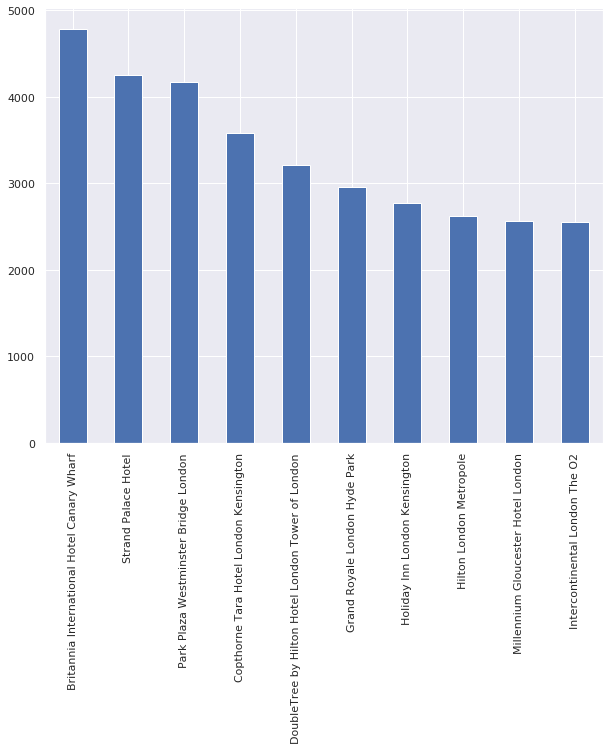 5000
4000
3000
2000
1000
0
Britannia International Hotel Canary Wharf
Strand Palace Hotel
Park Plaza Westminster Bridge London
Copthorne Tara Hotel London Kensington
DoubleTree by Hilton Hotel London Tower of London
Grand Royale London Hyde Park
Holiday Inn London Kensington
Hilton London Metropole
Millennium Gloucester Hotel London
Intercontinental London The O2